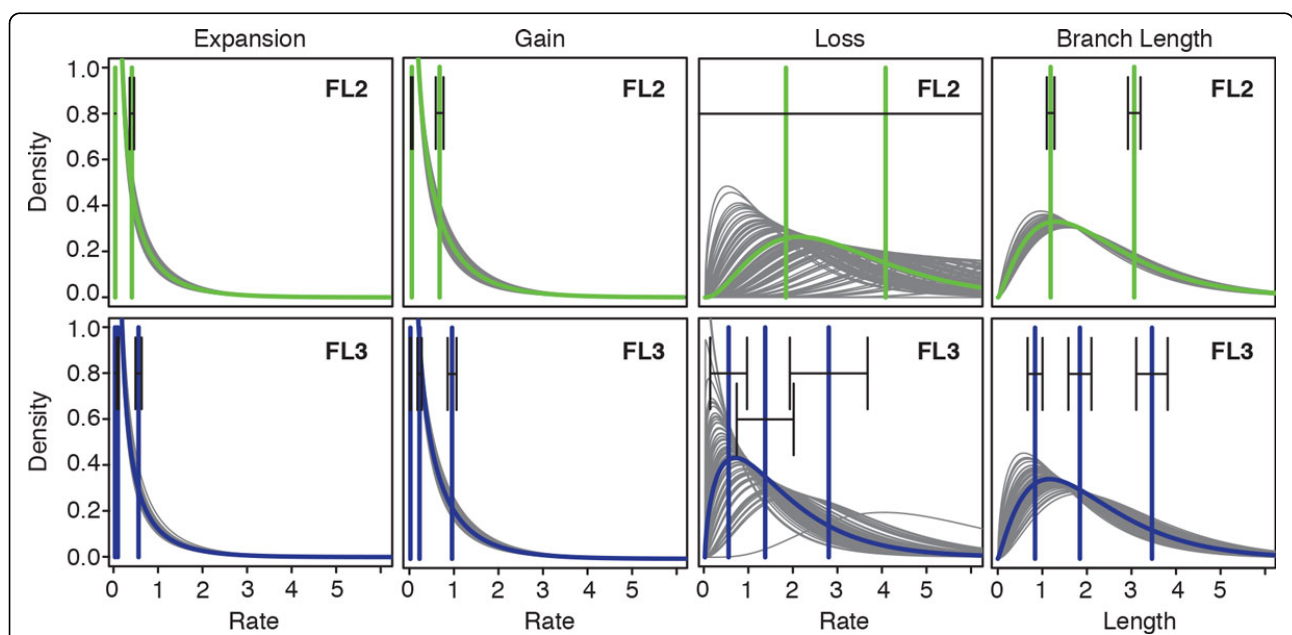 Expansion Gain Loss Branch Length
1.0 FL2 FL2 FL2 FL2
0.8
0.6
Density
0.4
0.2
0.0
1.0 FL3 FL3 FL3 FL3
0.8
0.6
Density
0.4
0.2
0.0
0 1 2 3 4 5 0 1 2 3 4 5 0 1 2 3 4 5 0 1 2 3 4 5
Rate Rate Rate Length